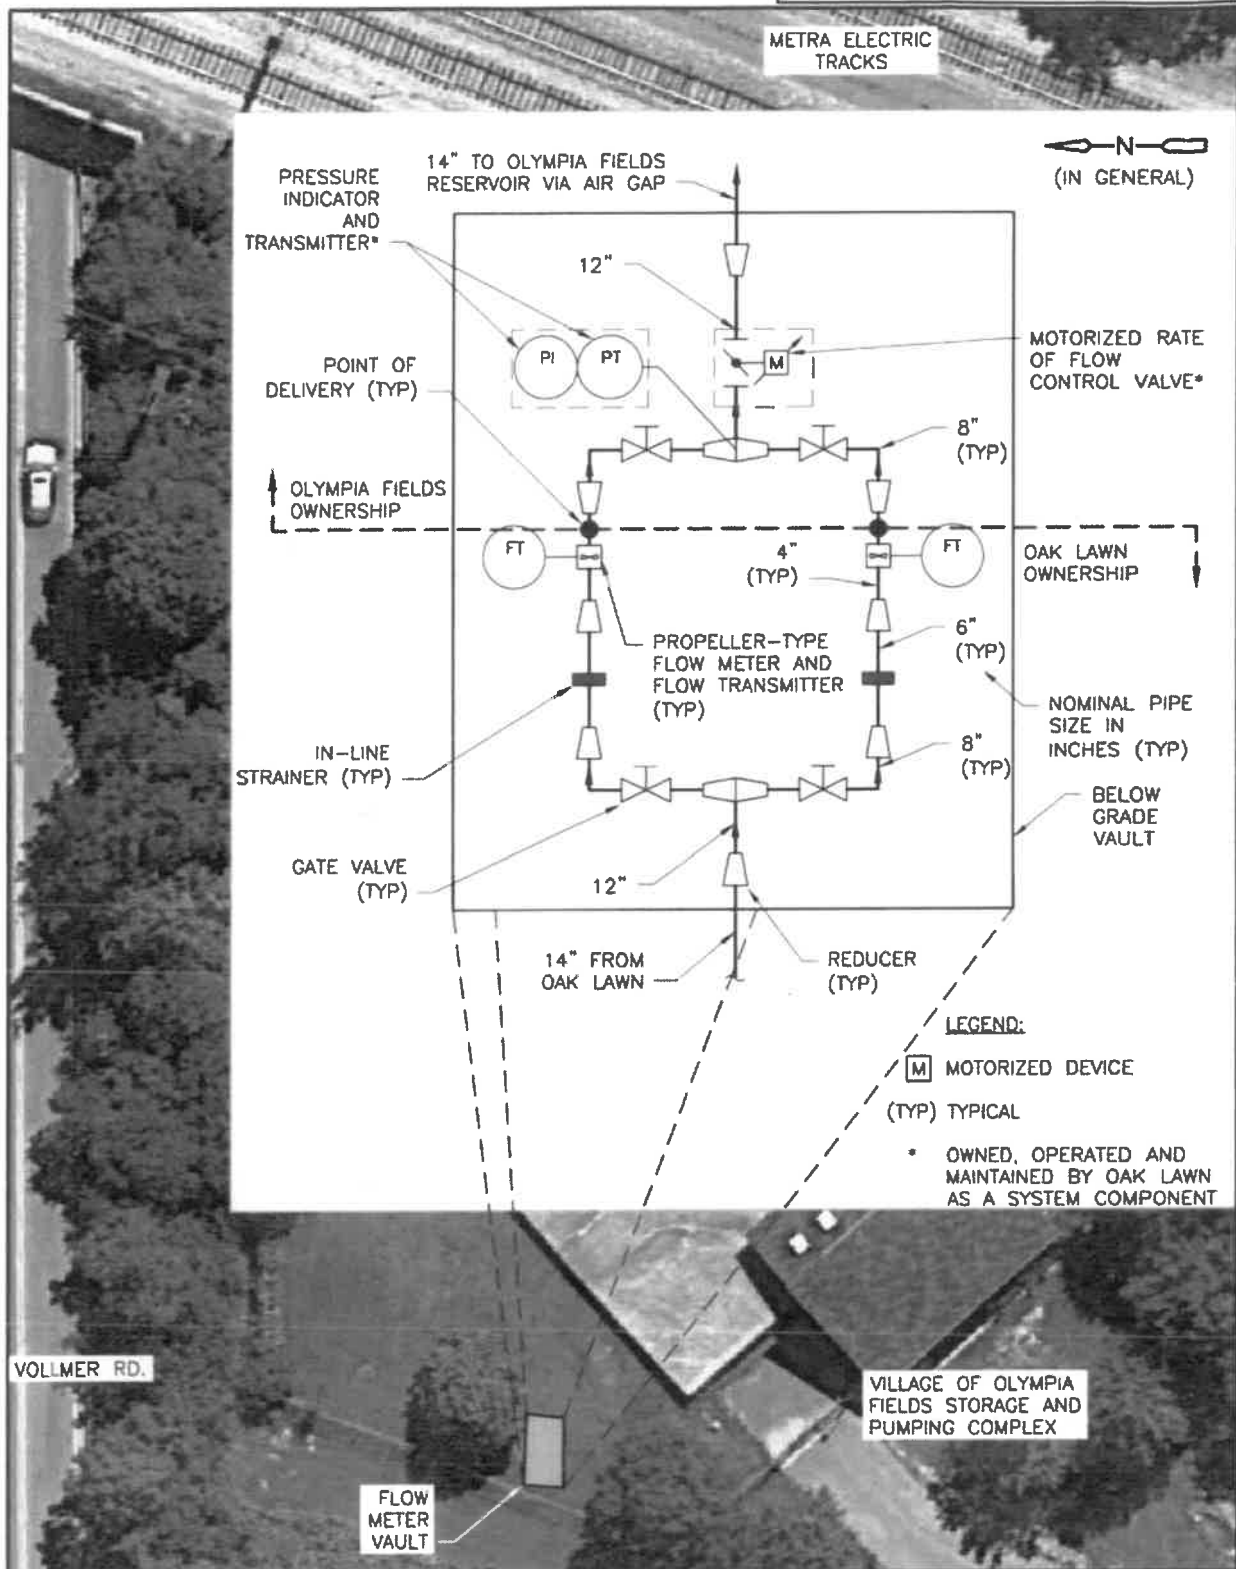 METRA ELECTRIC
TRACKS
N
(IN GENERAL)
14" TO OLYMPIA FIELDS
RESERVOIR VIA AIR GAP
PRESSURE
INDICATOR
AND
TRANSMITTER*
12"
PI
PT
M
MOTORIZED RATE
OF FLOW
CONTROL VALVE*
POINT OF
DELIVERY (TYP)
8"
(TYP)
OLYMPIA FIELDS
OWNERSHIP
FT
4"
(TYP)
FT
OAK LAWN
OWNERSHIP
PROPELLER-TYPE
FLOW METER AND
FLOW TRANSMITTER
(TYP)
6"
(TYP)
NOMINAL PIPE
SIZE IN
INCHES (TYP)
IN-LINE
STRAINER (TYP)
8"
(TYP)
BELOW
GRADE
VAULT
GATE VALVE
(TYP)
12"
14" FROM
OAK LAWN
REDUCER
(TYP)
LEGEND:
M MOTORIZED DEVICE
(TYP) TYPICAL
* OWNED, OPERATED AND
MAINTAINED BY OAK LAWN
AS A SYSTEM COMPONENT
VOLLMER RD.
VILLAGE OF OLYMPIA
FIELDS STORAGE AND
PUMPING COMPLEX
FLOW
METER
VAULT